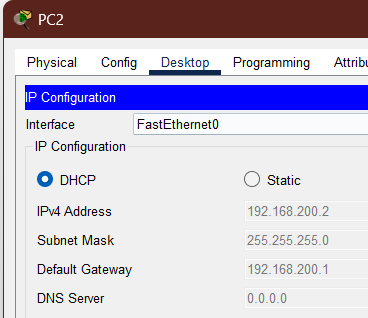 PC2
Physical Config Desktop Programming
IP Configuration
Interface FastEthernet0
IP Configuration
DHCP Static
IPv4 Address 192.168.200.2
Subnet Mask 255.255.255.0
Default Gateway 192.168.200.1
DNS Server 0.0.0.0